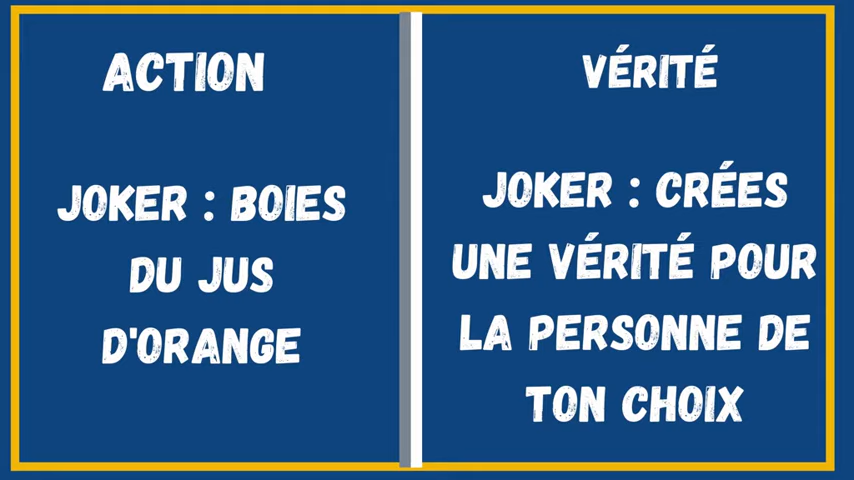 ACTION
JOKER : BOIES
DU JUS
D'ORANGE
VÉRITÉ
JOKER : CRÉES
UNE VÉRITÉ POUR
LA PERSONNE DE
TON CHOIX